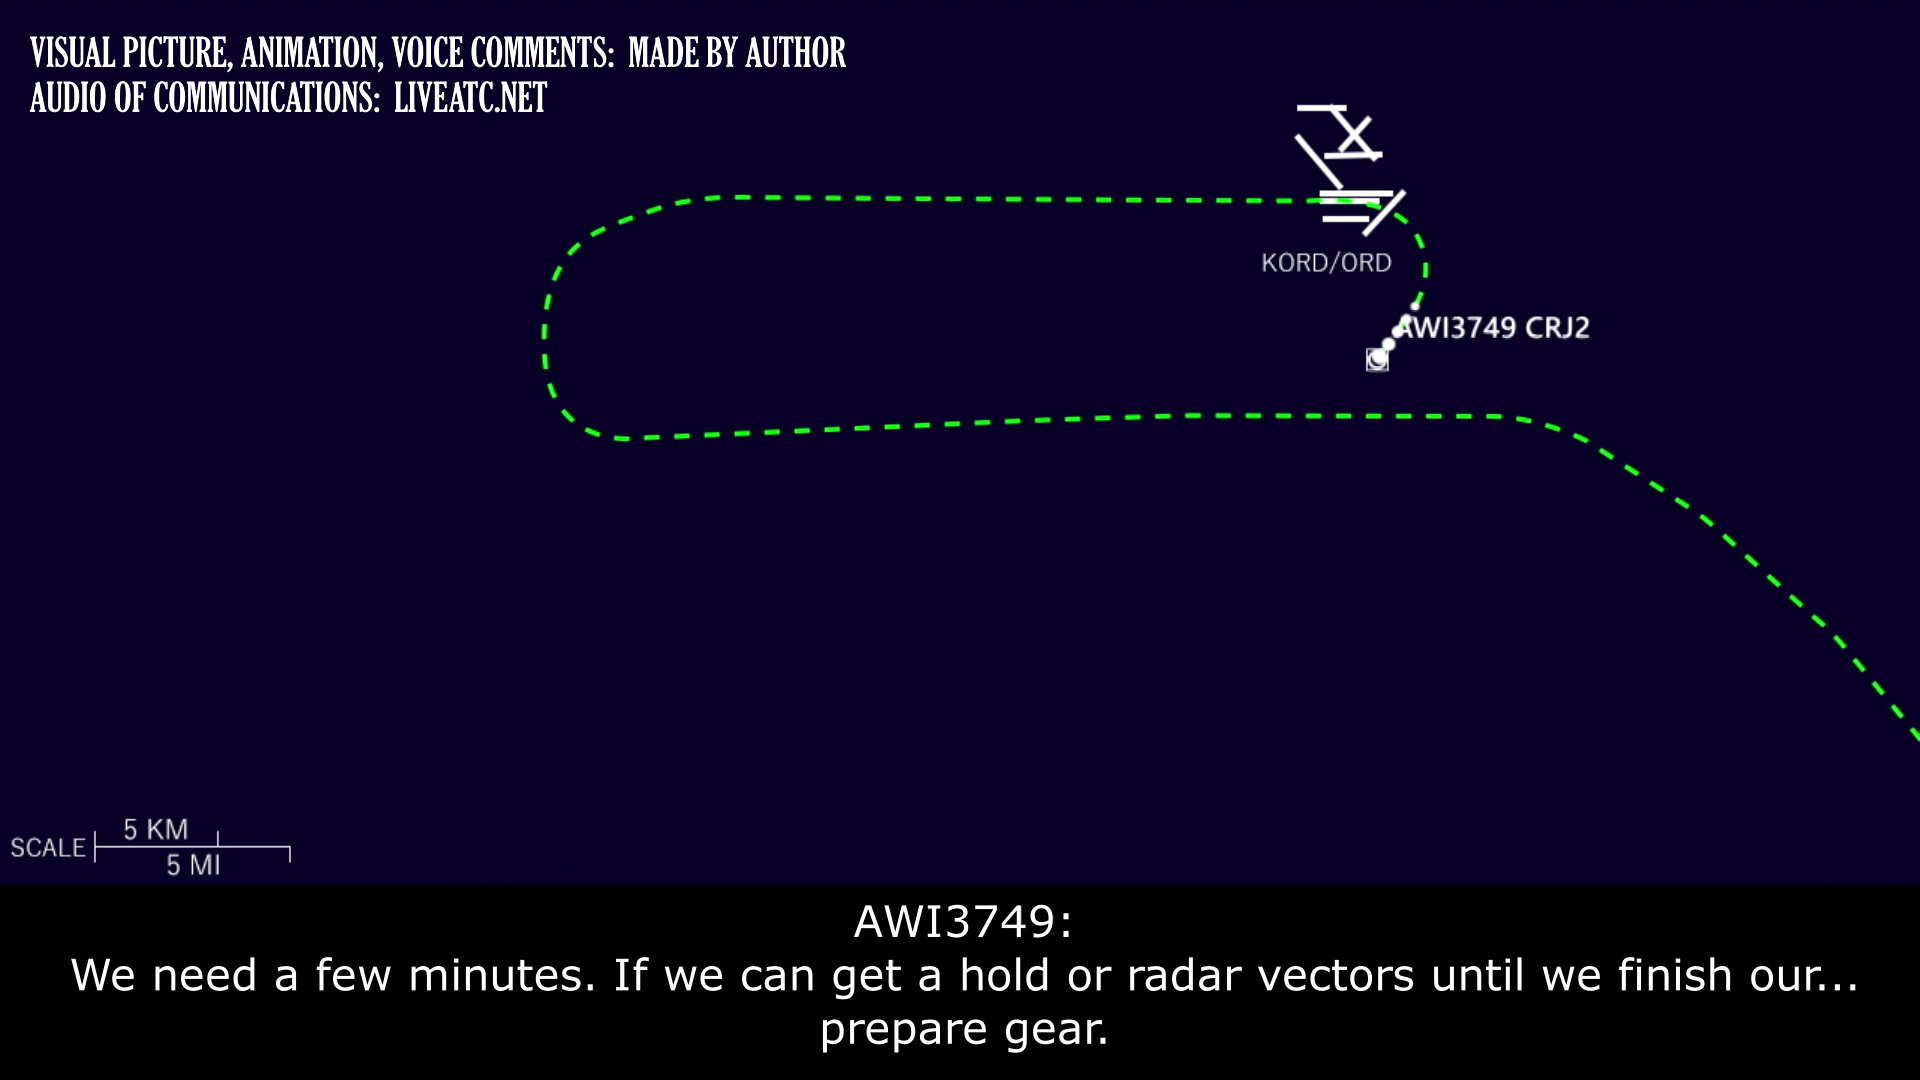 VISUAL PICTURE, ANIMATION, VOICE COMMENTS: MADE BY AUTHOR
AUDIO OF COMMUNICATIONS: LIVEATC.NET
KORD/ORD
AWI3749 CRJ2
5 KM
SCALE
5 MI
AWI3749:
We need a few minutes. If we can get a hold or radar vectors until we finish our...
prepare gear.